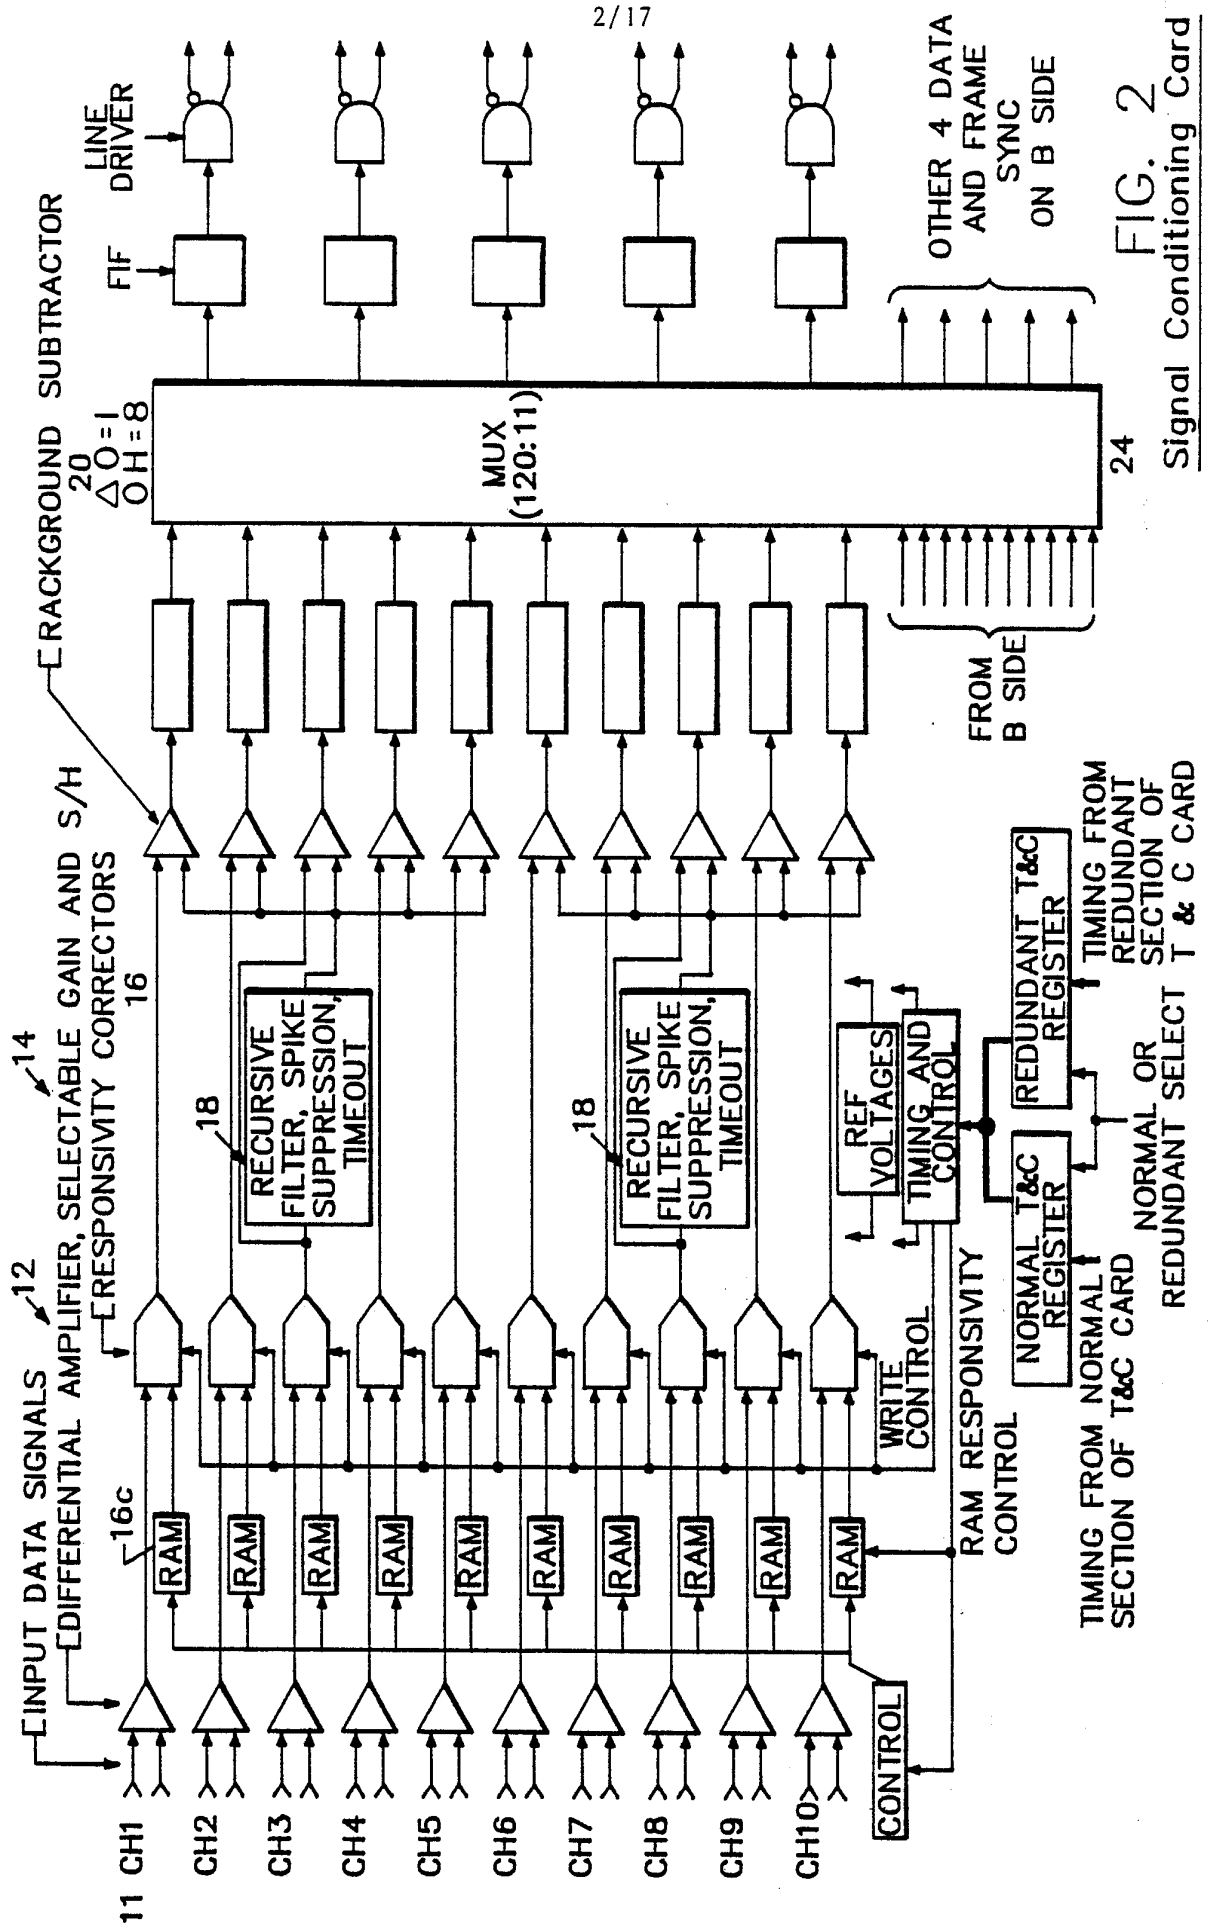 2/17
INPUT DATA SIGNALS
12
DIFFERENTIAL AMPLIFIER, SELECTABLE GAIN AND S/H
14
RESPONSIVITY CORRECTORS
16
RACKGROUND SUBTRACTOR
20
△ O=1
O H=8
FIF
LINE
DRIVER
11 CH1
CH2
CH3
CH4
CH5
CH6
CH7
CH8
CH9
CH10
16c
RAM
RAM
RAM
RAM
RAM
RAM
RAM
RAM
RAM
RAM
CONTROL
18
RECURSIVE
FILTER, SPIKE
SUPPRESSION,
TIMEOUT
18
RECURSIVE
FILTER, SPIKE
SUPPRESSION,
TIMEOUT
MUX
(120:11)
24
WRITE
CONTROL
RAM RESPONSIVITY
CONTROL
REF
VOLTAGES
TIMING AND
CONTROL
NORMAL T&C
REGISTER
REDUNDANT T&C
REGISTER
TIMING FROM NORMAL
SECTION OF T&C CARD
NORMAL OR
REDUNDANT SELECT
TIMING FROM
REDUNDANT
SECTION OF
T & C CARD
FROM
B SIDE
OTHER 4 DATA
AND FRAME
SYNC
ON B SIDE
FIG. 2
Signal Conditioning Card